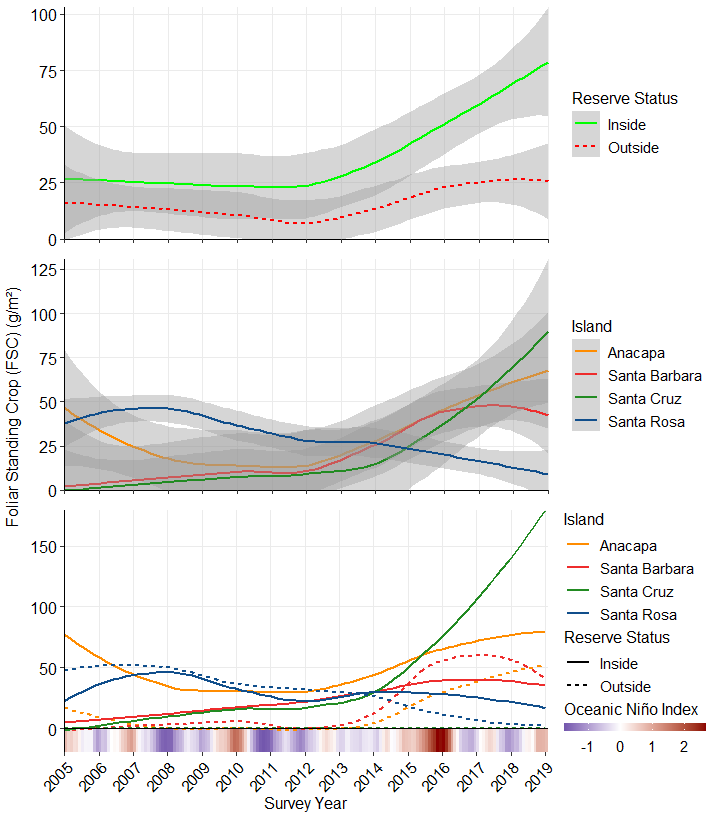 100
75
50
25
0
Reserve Status
Inside
Outside
125
100
75
50
25
0
Island
Anacapa
Santa Barbara
Santa Cruz
Santa Rosa
Foliar Standing Crop (FSC) (g/m²)
150
100
50
0
Island
Anacapa
Santa Barbara
Santa Cruz
Santa Rosa
Reserve Status
Inside
Outside
Oceanic Niño Index
-1 0 1 2
2005 2006 2007 2008 2009 2010 2011 2012 2013 2014 2015 2016 2017 2018 2019
Survey Year